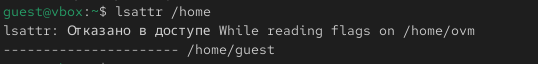 guest@vbox:~$ lsattr /home
lsattr: Отказано в доступе While reading flags on /home/ovm
---------------------- /home/guest